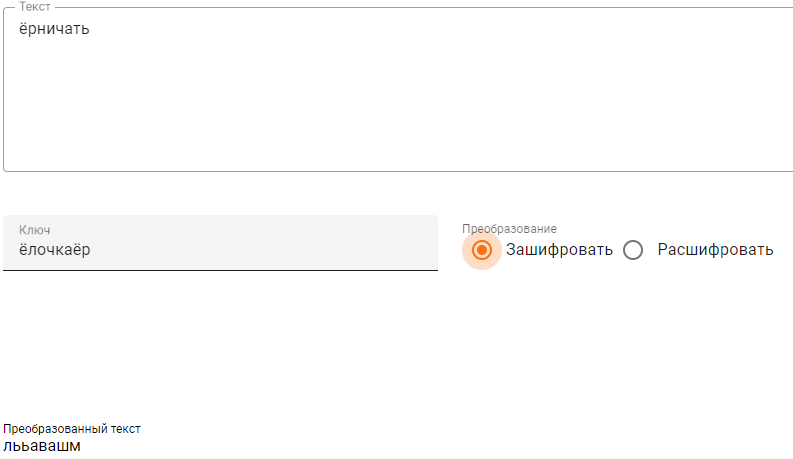 Текст
ёрничать
Ключ
ёлочкаёр
Преобразование
Зашифровать Расшифровать
Преобразованный текст
лььавашм